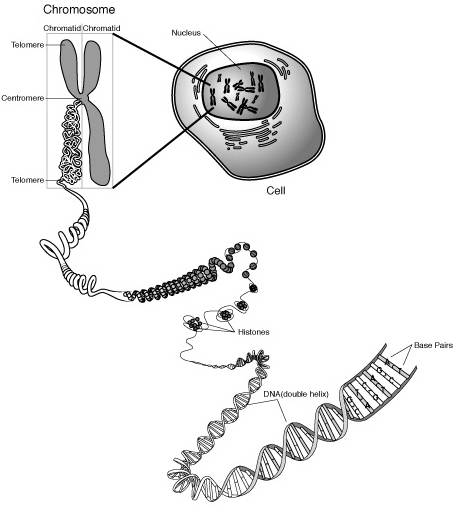 Chromosome
Chromatid Chromatid
Telomere
Centromere
Telomere
Nucleus
Cell
Histones
Base Pairs
DNA(double helix)